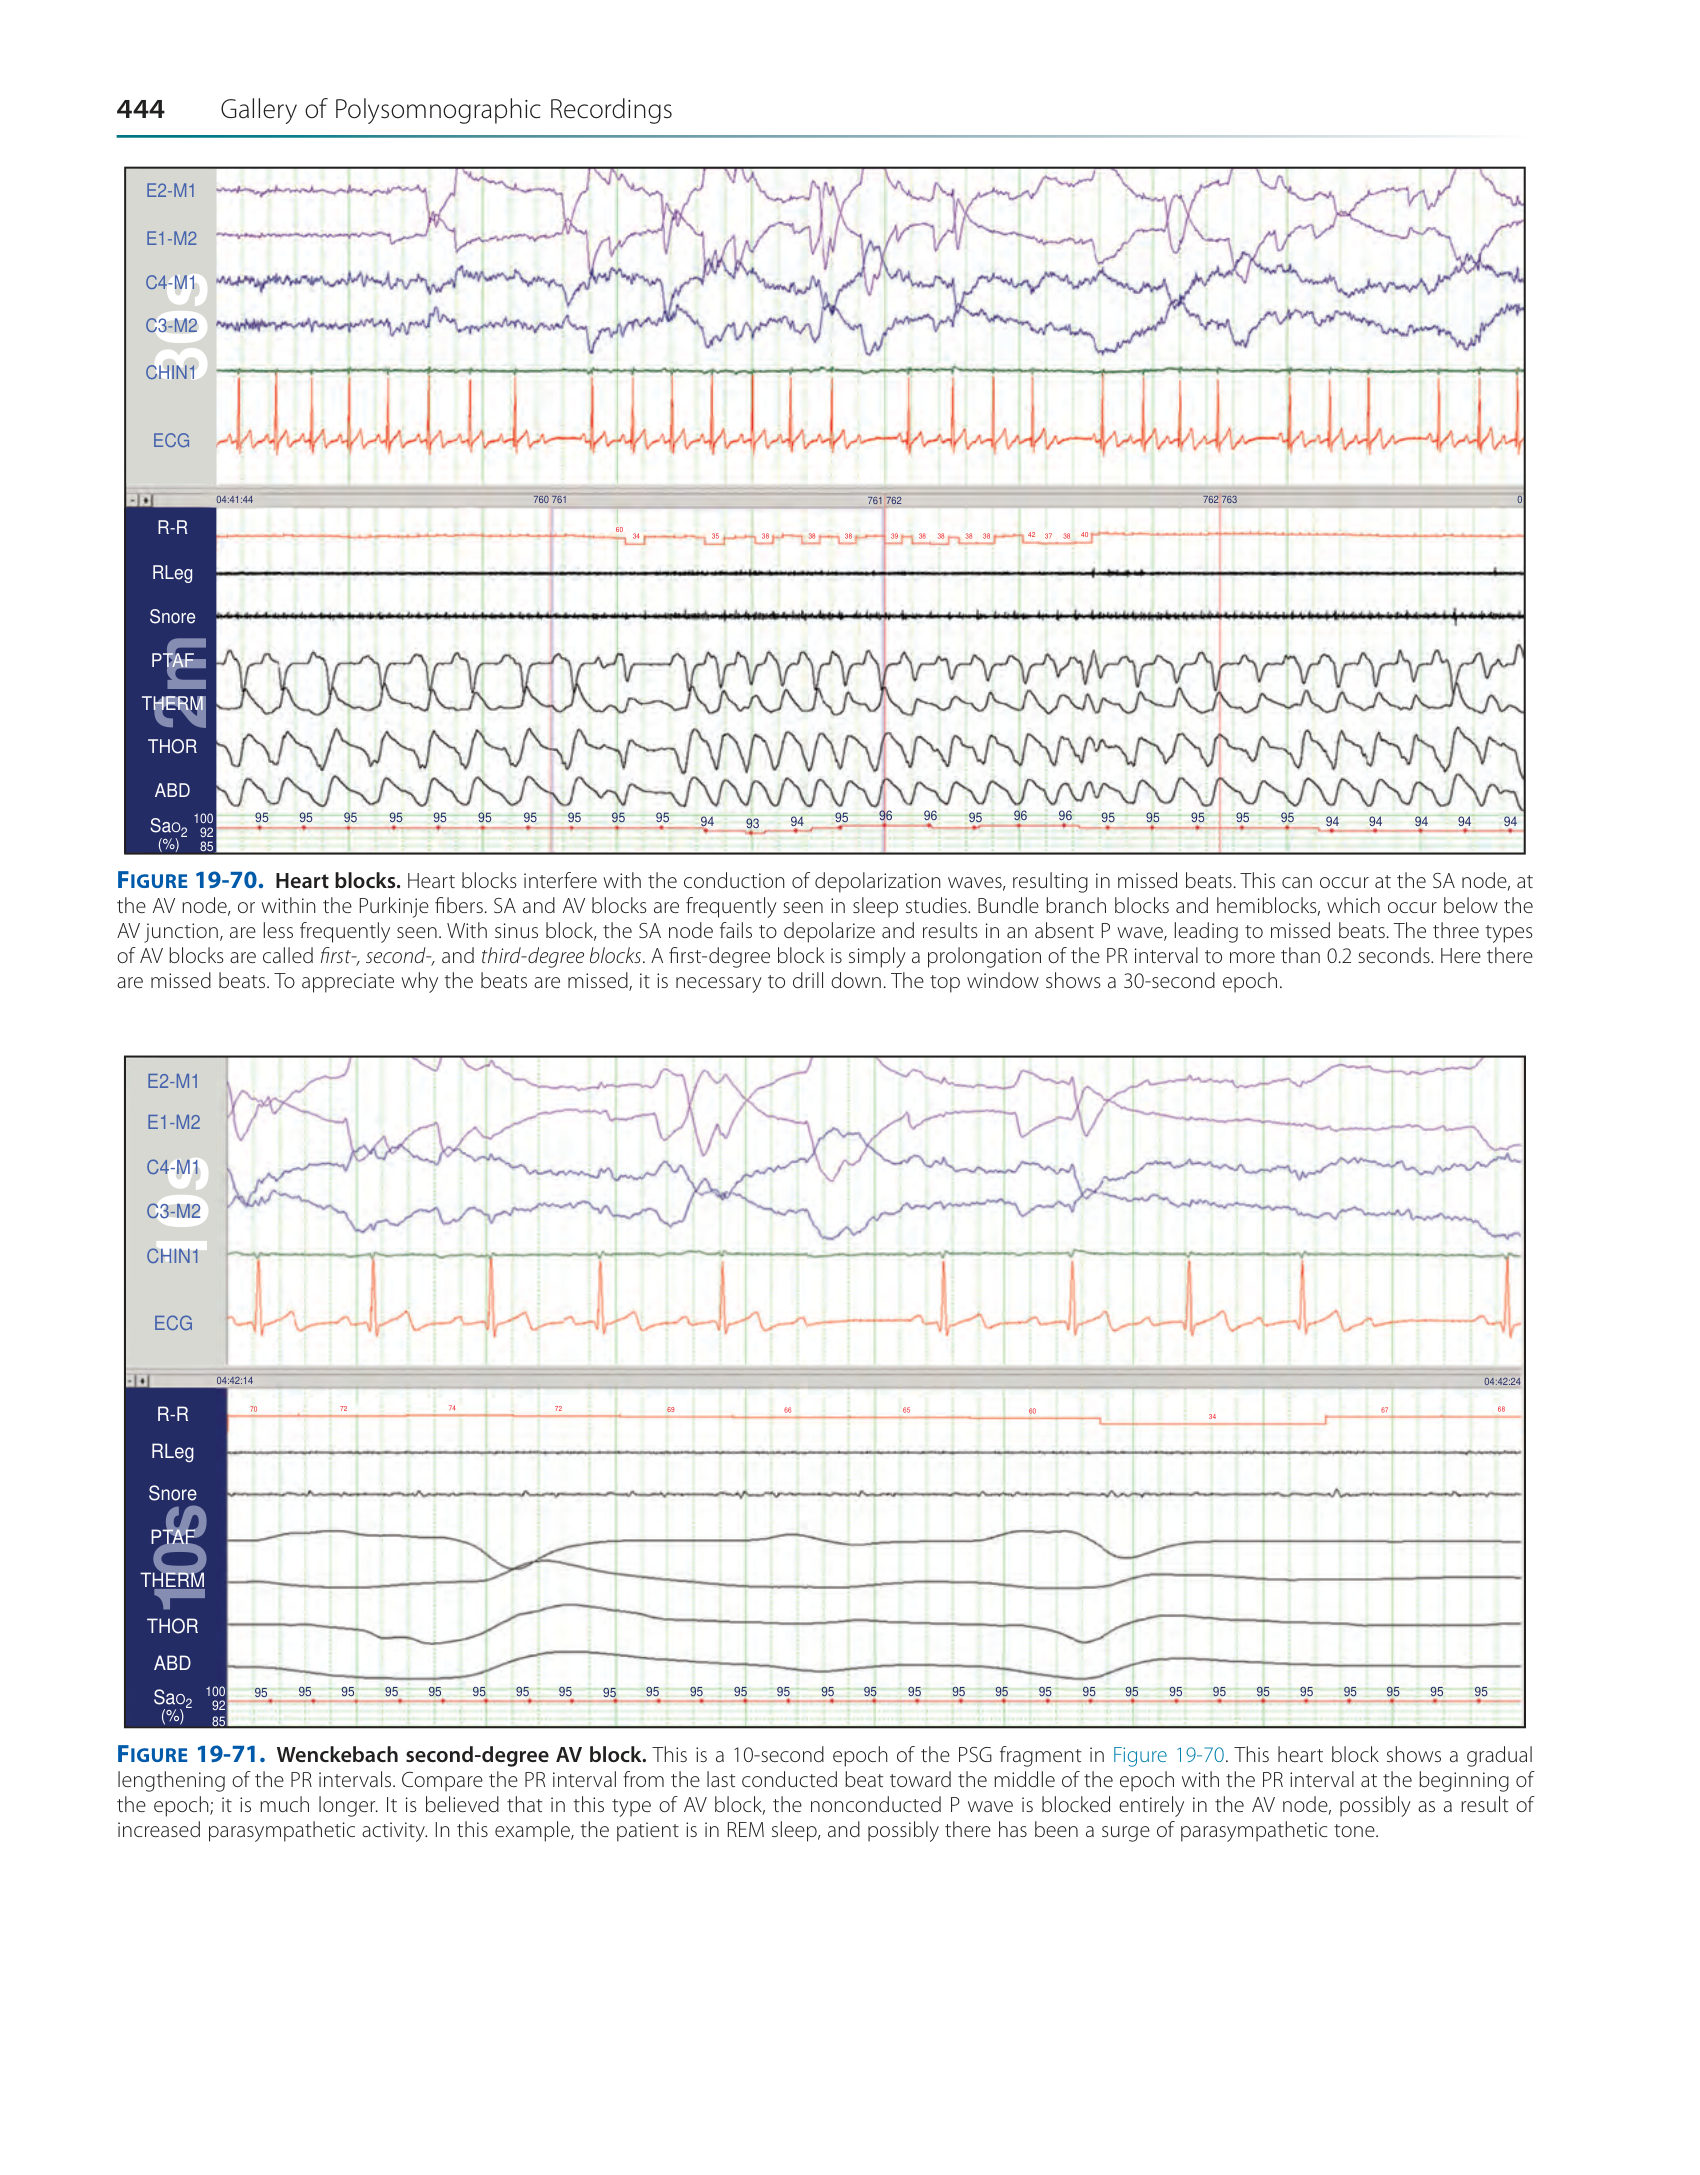 444 Gallery of Polysomnographic Recordings
E2-M1
E1-M2
C4-M1
C3-M2
30s
CHIN1
ECG
04:41:44 760 761 761 762 762 763 0
R-R
60 34 35 36 38 38 39 38 38 38 38 42 37 38 40
RLeg
Snore
PTAF
THERM
2m
THOR
ABD
95 95 95 95 95 95 95 95 95 95 94 93 94 95 96 96 95 96 96 95 95 95 95 95 94 94 94 94 94
Sao2 (%) 100 92 85
FIGURE 19-70. Heart blocks. Heart blocks interfere with the conduction of depolarization waves, resulting in missed beats. This can occur at the SA node, at
the AV node, or within the Purkinje fibers. SA and AV blocks are frequently seen in sleep studies. Bundle branch blocks and hemiblocks, which occur below the
AV junction, are less frequently seen. With sinus block, the SA node fails to depolarize and results in an absent P wave, leading to missed beats. The three types
of AV blocks are called first-, second-, and third-degree blocks. A first-degree block is simply a prolongation of the PR interval to more than 0.2 seconds. Here there
are missed beats. To appreciate why the beats are missed, it is necessary to drill down. The top window shows a 30-second epoch.
E2-M1
E1-M2
C4-M1
10s
C3-M2
CHIN1
ECG
04:42:14 04:42:24
R-R
70 72 74 72 69 66 65 60 34 67 68
RLeg
Snore
PTAF
10s
THERM
THOR
ABD
95 95 95 95 95 95 95 95 95 95 95 95 95 95 95 95 95 95 95 95 95 95 95 95 95 95 95 95 95
Sao2 (%) 100 92 85
FIGURE 19-71. Wenckebach second-degree AV block. This is a 10-second epoch of the PSG fragment in Figure 19-70. This heart block shows a gradual
lengthening of the PR intervals. Compare the PR interval from the last conducted beat toward the middle of the epoch with the PR interval at the beginning of
the epoch; it is much longer. It is believed that in this type of AV block, the nonconducted P wave is blocked entirely in the AV node, possibly as a result of
increased parasympathetic activity. In this example, the patient is in REM sleep, and possibly there has been a surge of parasympathetic tone.